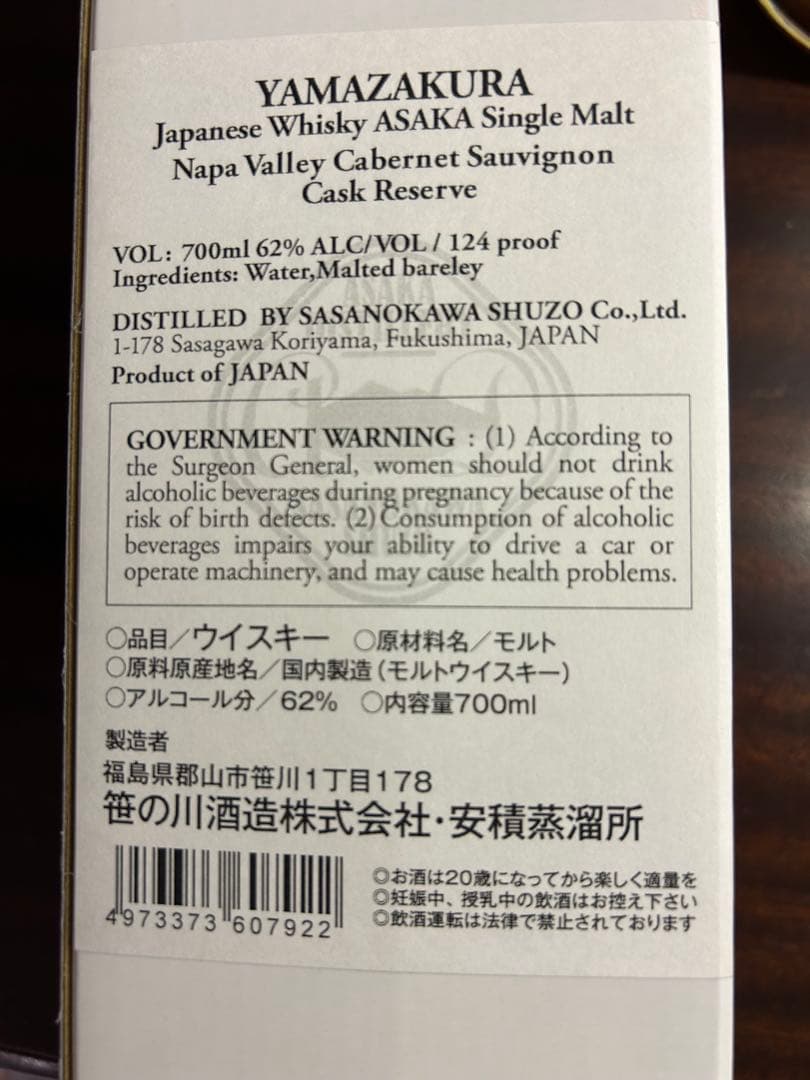 YAMAZAKURA
Japanese Whisky ASAKA Single Malt
Napa Valley Cabernet Sauvignon
Cask Reserve
VOL: 700ml 62% ALC/VOL / 124 proof
Ingredients: Water,Malted bareley
DISTILLED BY SASANOKAWA SHUZO Co.,Ltd.
1-178 Sasagawa Koriyama, Fukushima, JAPAN
Product of JAPAN
GOVERNMENT WARNING : (1) According to
the Surgeon General, women should not drink
alcoholic beverages during pregnancy because of the
risk of birth defects. (2) Consumption of alcoholic
beverages impairs your ability to drive a car or
operate machinery, and may cause health problems.
〇品目/ウイスキー 〇原材料名/モルト
〇原料原産地名/国内製造(モルトウイスキー)
〇アルコール分/62% 〇内容量700ml
製造者
福島県郡山市笹川1丁目178
笹の川酒造株式会社・安積蒸溜所
4973373607922
◎お酒は20歳になってから楽しく適量を
◎妊娠中、授乳中の飲酒はお控え下さい
◎飲酒運転は法律で禁止されております